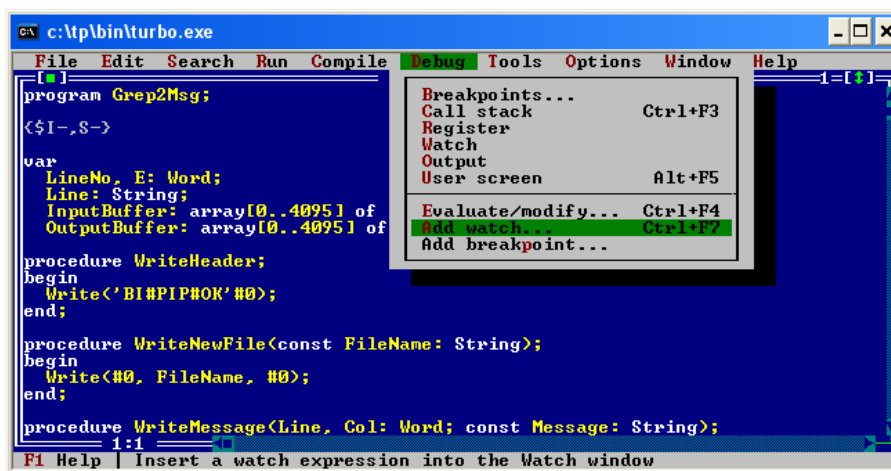 c:\tp\bin\turbo.exe
File Edit Search Run Compile Debug Tools Options Window Help
1=[↕]
program Grep2Msg;
{$I-,S-}
var
LineNo, E: Word;
Line: String;
InputBuffer: array[0..4095] of
OutputBuffer: array[0..4095] of
procedure WriteHeader;
begin
Write('BI#PIP#OK'#0);
end;
procedure WriteNewFile(const FileName: String);
begin
Write(#0, FileName, #0);
end;
procedure WriteMessage(Line, Col: Word; const Message: String);
Breakpoints...
Call stack Ctrl+F3
Register
Watch
Output
User screen Alt+F5
Evaluate/modify... Ctrl+F4
Add watch... Ctrl+F7
Add breakpoint...
1:1
F1 Help | Insert a watch expression into the Watch window